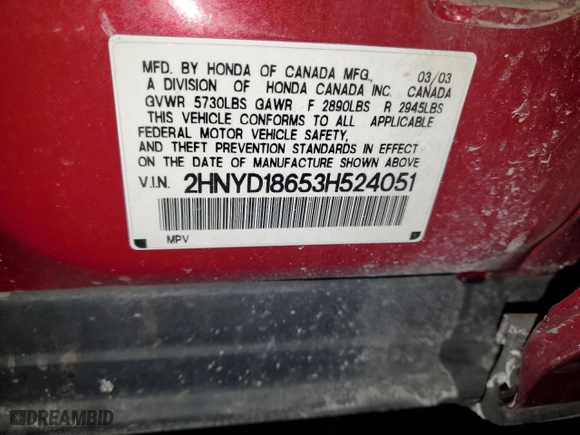 MFD. BY HONDA OF CANADA MFG., 03/03
A DIVISION OF HONDA CANADA INC. CANADA
GVWR 5730LBS GAWR F 2890LBS R 2945LBS
THIS VEHICLE CONFORMS TO ALL APPLICABLE
FEDERAL MOTOR VEHICLE SAFETY,
AND THEFT PREVENTION STANDARDS IN EFFECT
ON THE DATE OF MANUFACTURE SHOWN ABOVE
V.I.N. 2HNYD18653H524051
MPV
DREAMBID